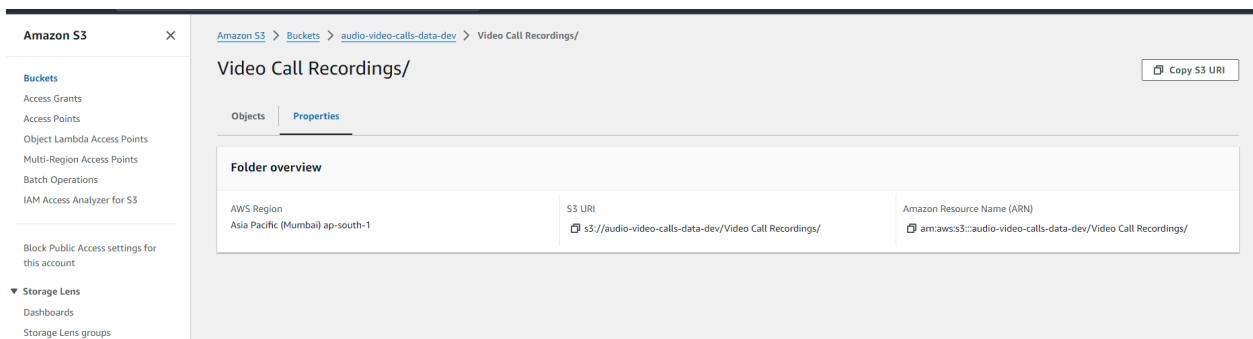 Amazon S3
Buckets
Access Grants
Access Points
Object Lambda Access Points
Multi-Region Access Points
Batch Operations
IAM Access Analyzer for S3
Block Public Access settings for
this account
Storage Lens
Dashboards
Storage Lens groups
Amazon S3 > Buckets > audio-video-calls-data-dev > Video Call Recordings/
Video Call Recordings/
Copy S3 URI
Objects Properties
Folder overview
AWS Region
Asia Pacific (Mumbai) ap-south-1
S3 URI
s3://audio-video-calls-data-dev/Video Call Recordings/
Amazon Resource Name (ARN)
arn:aws:s3:::audio-video-calls-data-dev/Video Call Recordings/